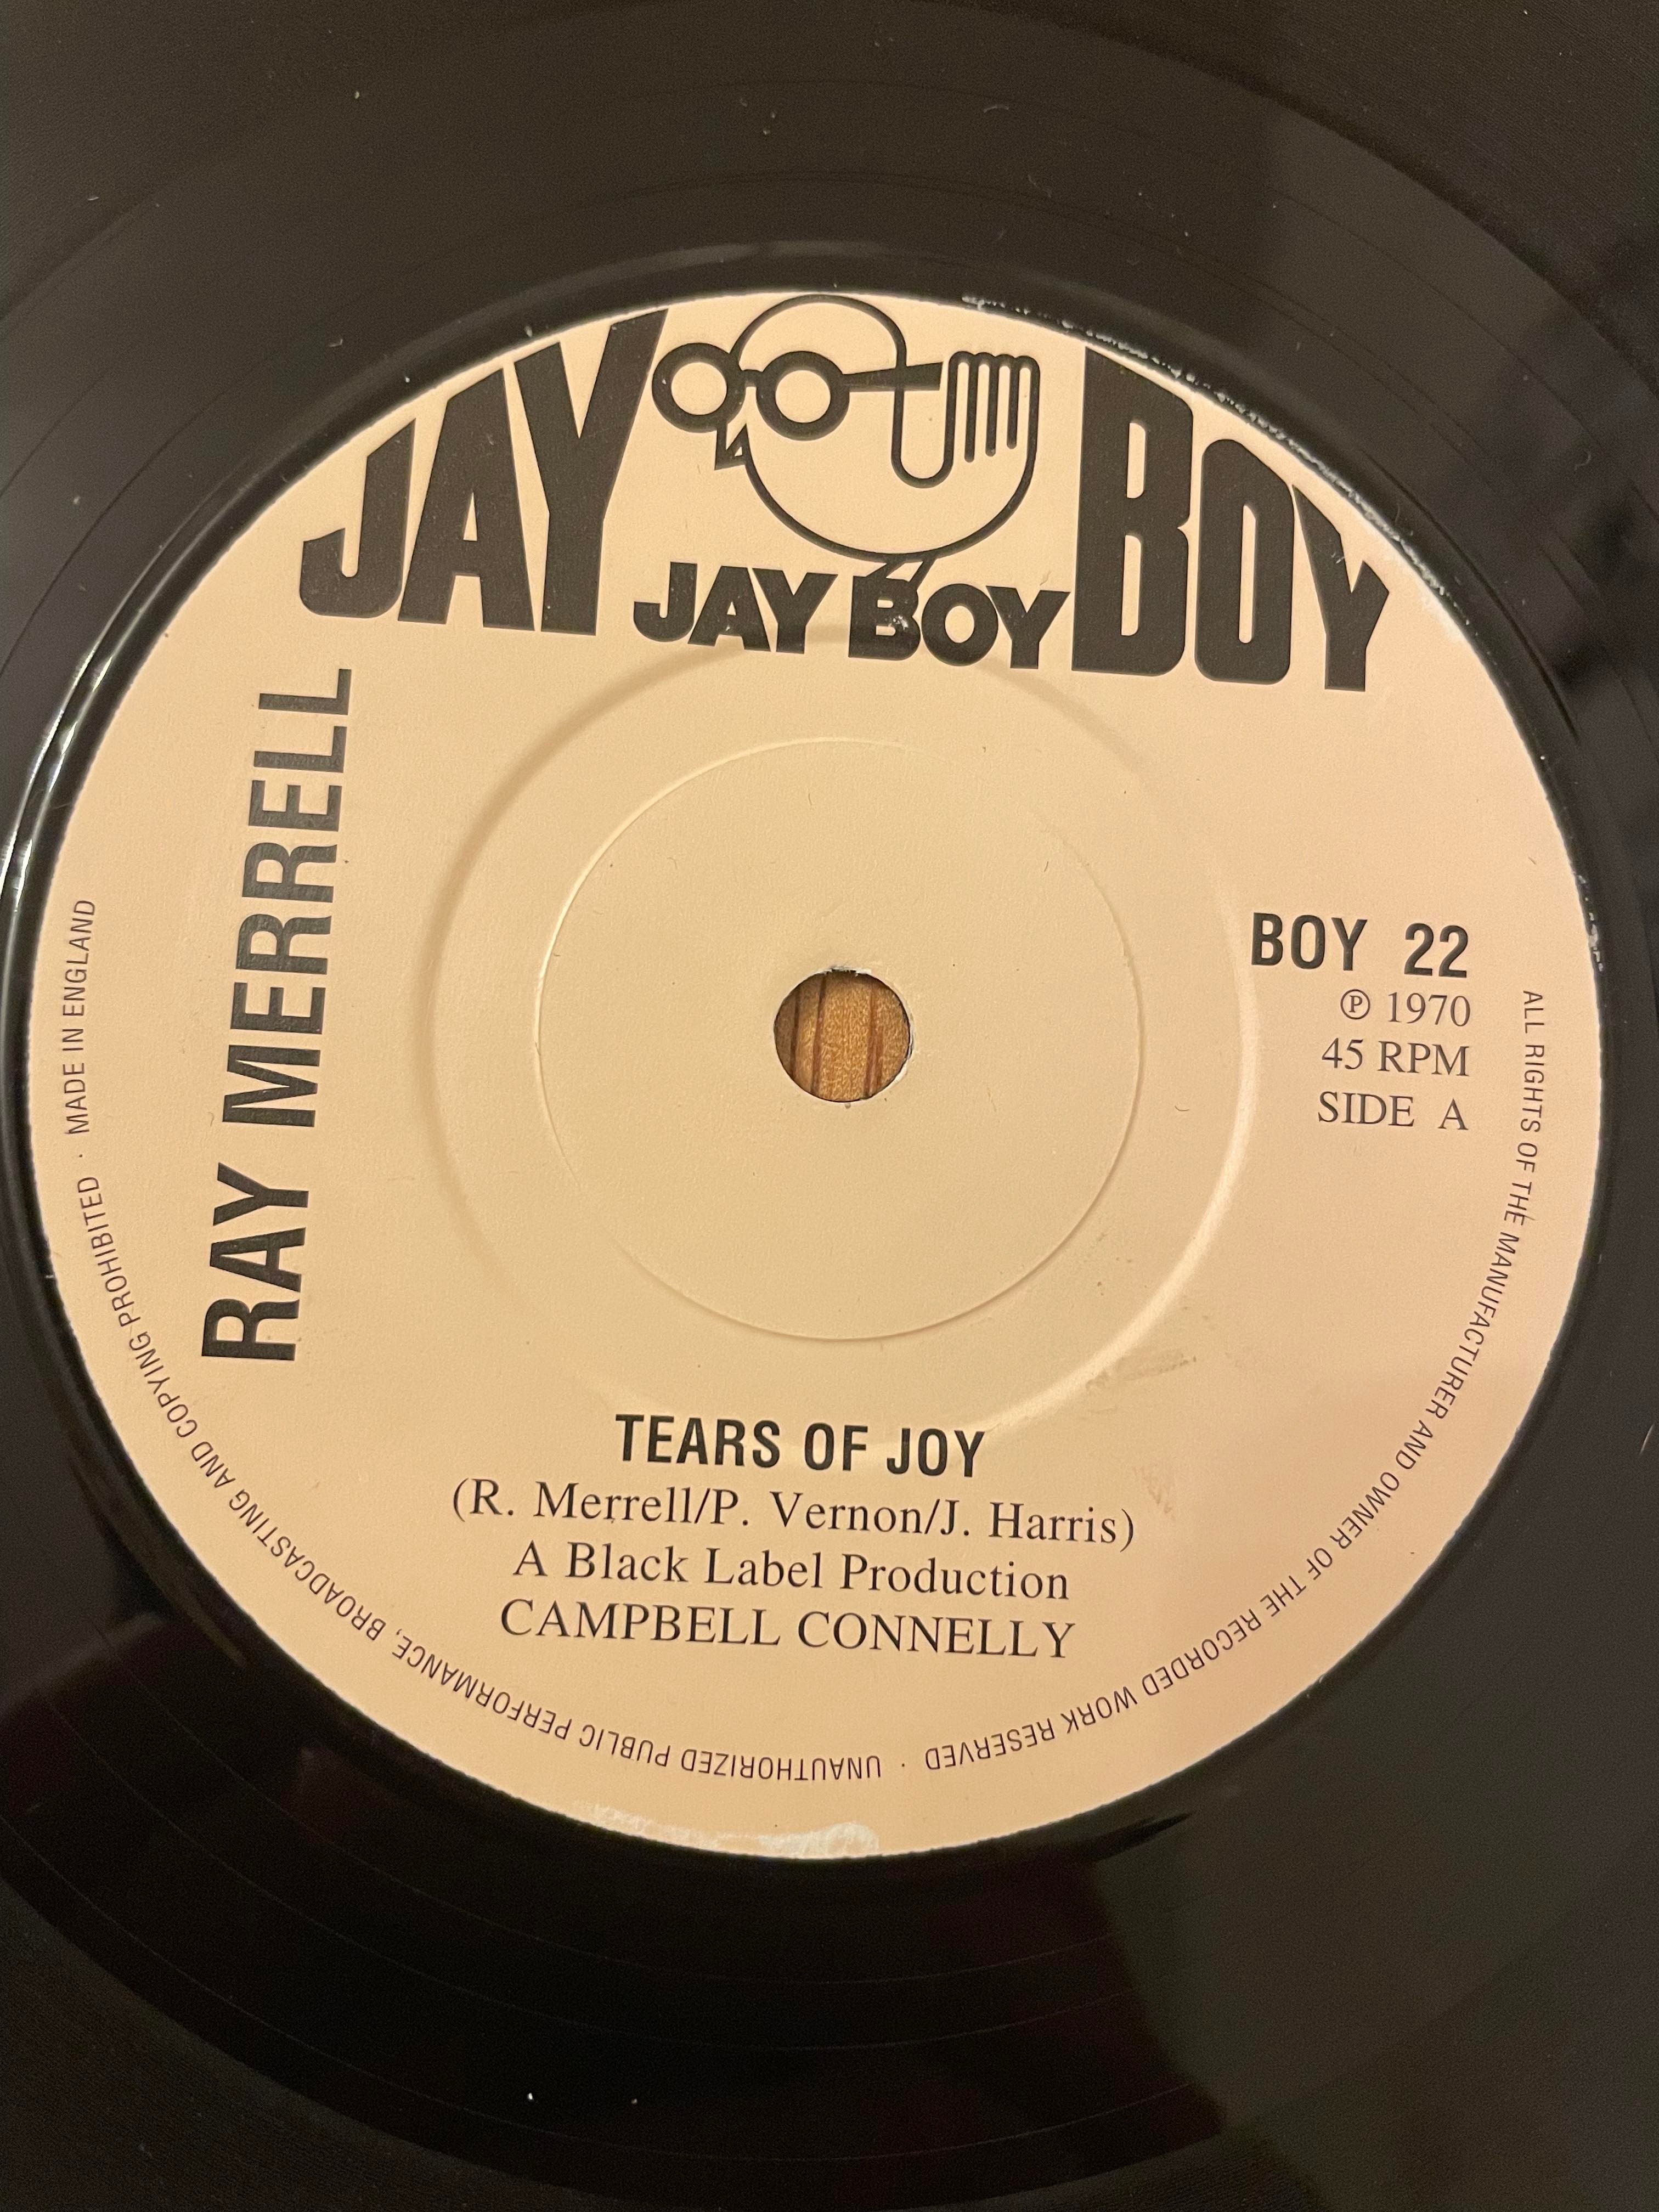 JAY BOY
JAY BOY
RAY MERRELL
BOY 22
℗ 1970
45 RPM
SIDE A
TEARS OF JOY
(R. Merrell/P. Vernon/J. Harris)
A Black Label Production
CAMPBELL CONNELLY
ALL RIGHTS OF THE MANUFACTURER AND OWNER OF THE RECORDED WORK RESERVED · UNAUTHORIZED PUBLIC PERFORMANCE, BROADCASTING AND COPYING PROHIBITED · MADE IN ENGLAND